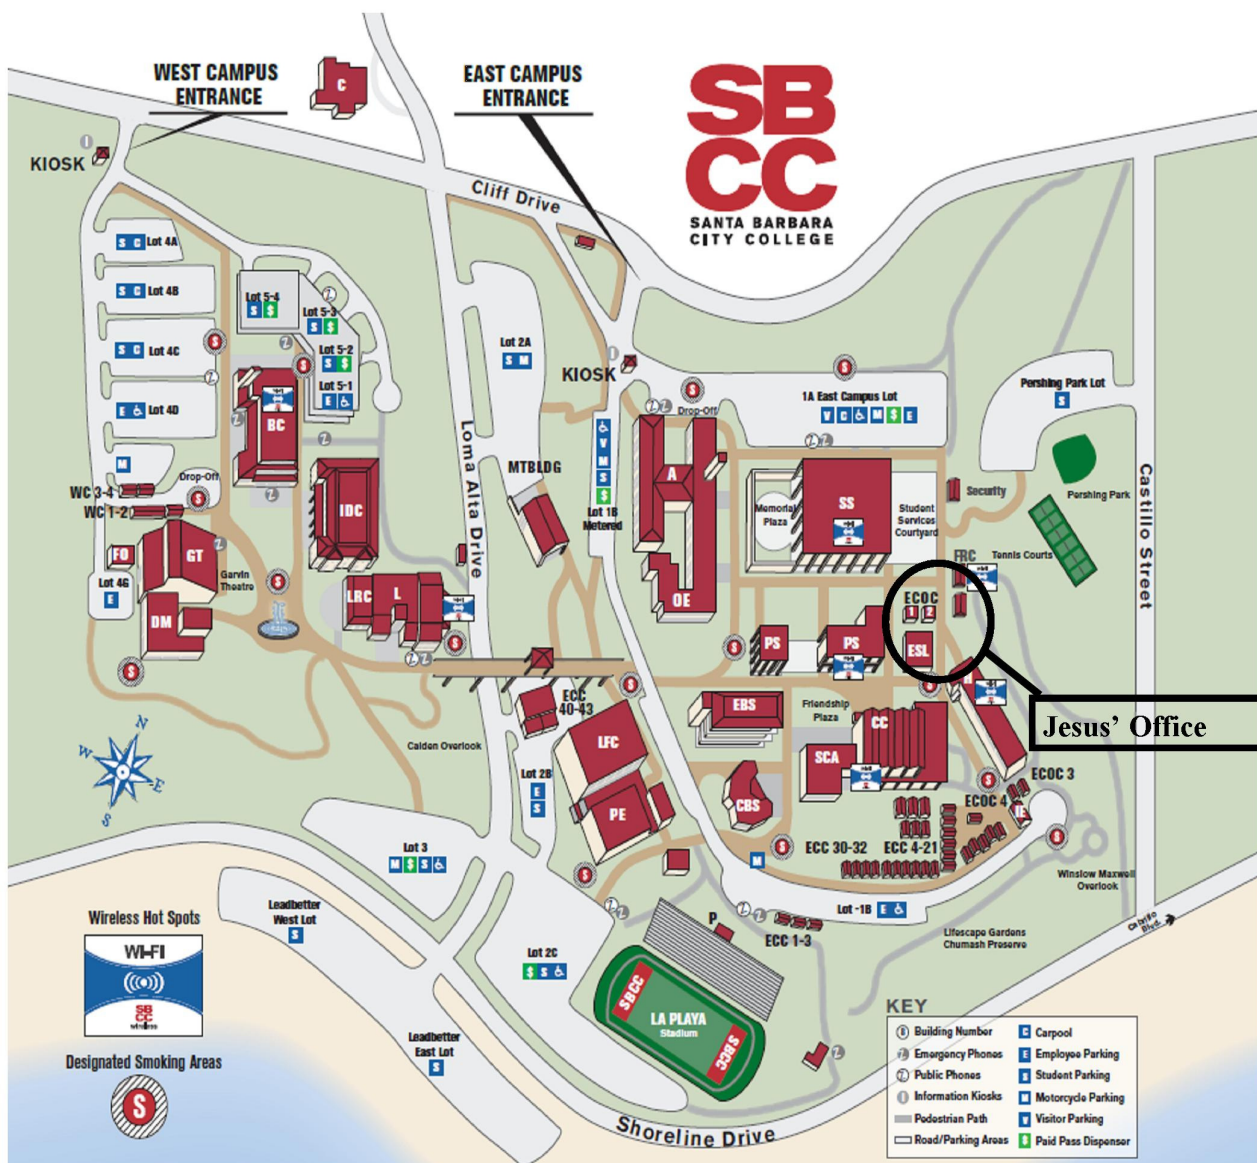 WEST CAMPUS
ENTRANCE
C
EAST CAMPUS
ENTRANCE
SB
CC
SANTA BARBARA
CITY COLLEGE
KIOSK
Cliff Drive
S C Lot 4A
S C Lot 4B
S C Lot 4C
E Lot 4D
M
Lot 5-4
S $
Lot 5-3
S $
Lot 5-2
S $
Lot 5-1
E
Lot 2A
S M
KIOSK
Drop-Off
1A East Campus Lot
V C M $ E
Pershing Park Lot
S
Pershing Park
Tennis Courts
Castillo Street
Loma Alta Drive
BC
IDC
MTBLDG
V
M
S
$
Lot 1B
Metered
A
OE
Memorial
Plaza
SS
Student
Services
Courtyard
Security
FRC
ECOC
1 2
ESL
Jesus' Office
WC 3-4
WC 1-2
Drop-Off
FO
GT
Garvin
Theatre
Lot 4G
E
DM
LRC
L
PS
PS
H
ECC
40-43
EBS
Friendship
Plaza
CC
SCA
CBS
LFC
PE
Calden Overlook
Lot 2B
E
S
N
W
E
S
ECOC 3
ECOC 4
ECC 30-32
ECC 4-21
Winslow Maxwell
Overlook
M
Lot 3
M $ S
Lot -1B E
ECC 1-3
Lifescape Gardens
Chumash Preserve
Cabrillo
Blvd.
Leadbetter
West Lot
S
Lot 2C
$ S
P
SBCC
LA PLAYA
Stadium
SBCC
Leadbetter
East Lot
S
Shoreline Drive
Wireless Hot Spots
WI-FI
SB
CC
wireless
Designated Smoking Areas
S
KEY
Building Number
Emergency Phones
Public Phones
Information Kiosks
Pedestrian Path
Road/Parking Areas
C Carpool
E Employee Parking
S Student Parking
M Motorcycle Parking
V Visitor Parking
$ Paid Pass Dispenser